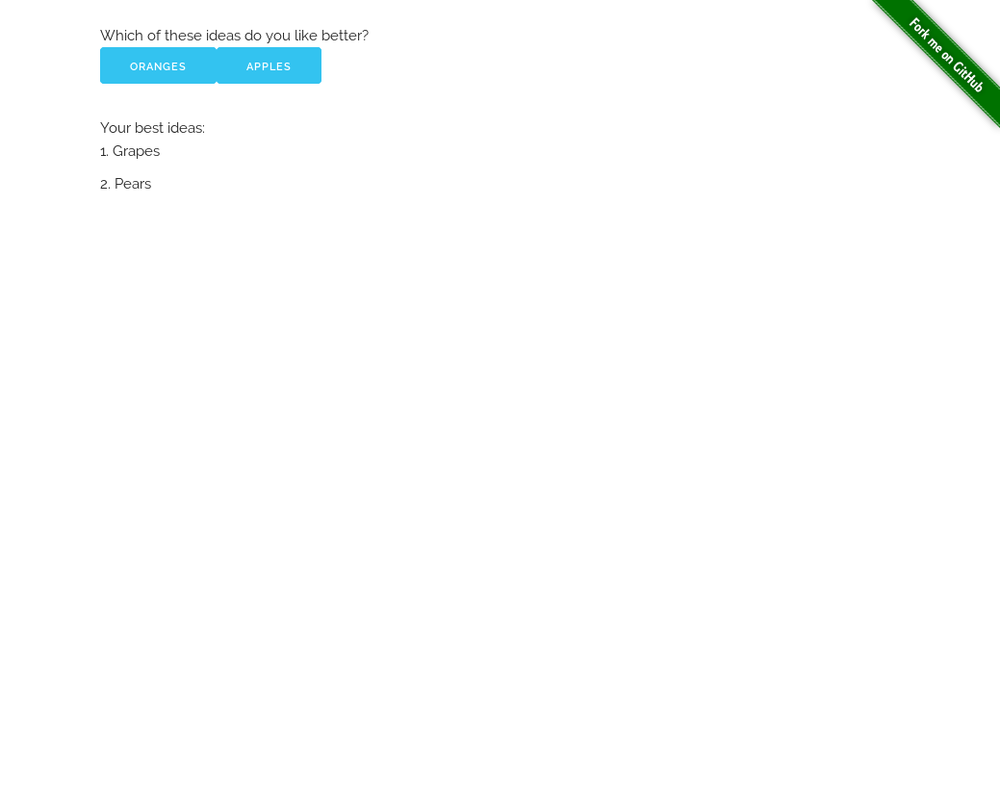 Which of these ideas do you like better?
ORANGES APPLES
Your best ideas:
1. Grapes
2. Pears
Fork me on GitHub